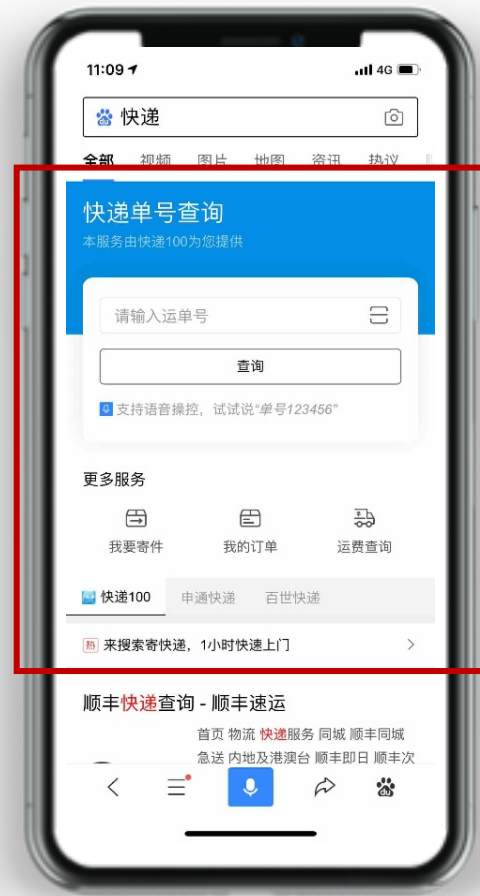 11:09
4G
快递
全部 视频 图片 地图 资讯 热议
快递单号查询
本服务由快递100为您提供
请输入运单号
查询
支持语音操控，试试说“单号123456”
更多服务
我要寄件 我的订单 运费查询
快递100 申通快递 百世快递
热 来搜索寄快递，1小时快速上门
顺丰快递查询 - 顺丰速运
首页 物流 快递服务 同城 顺丰同城
急送 内地及港澳台 顺丰即日 顺丰次
du